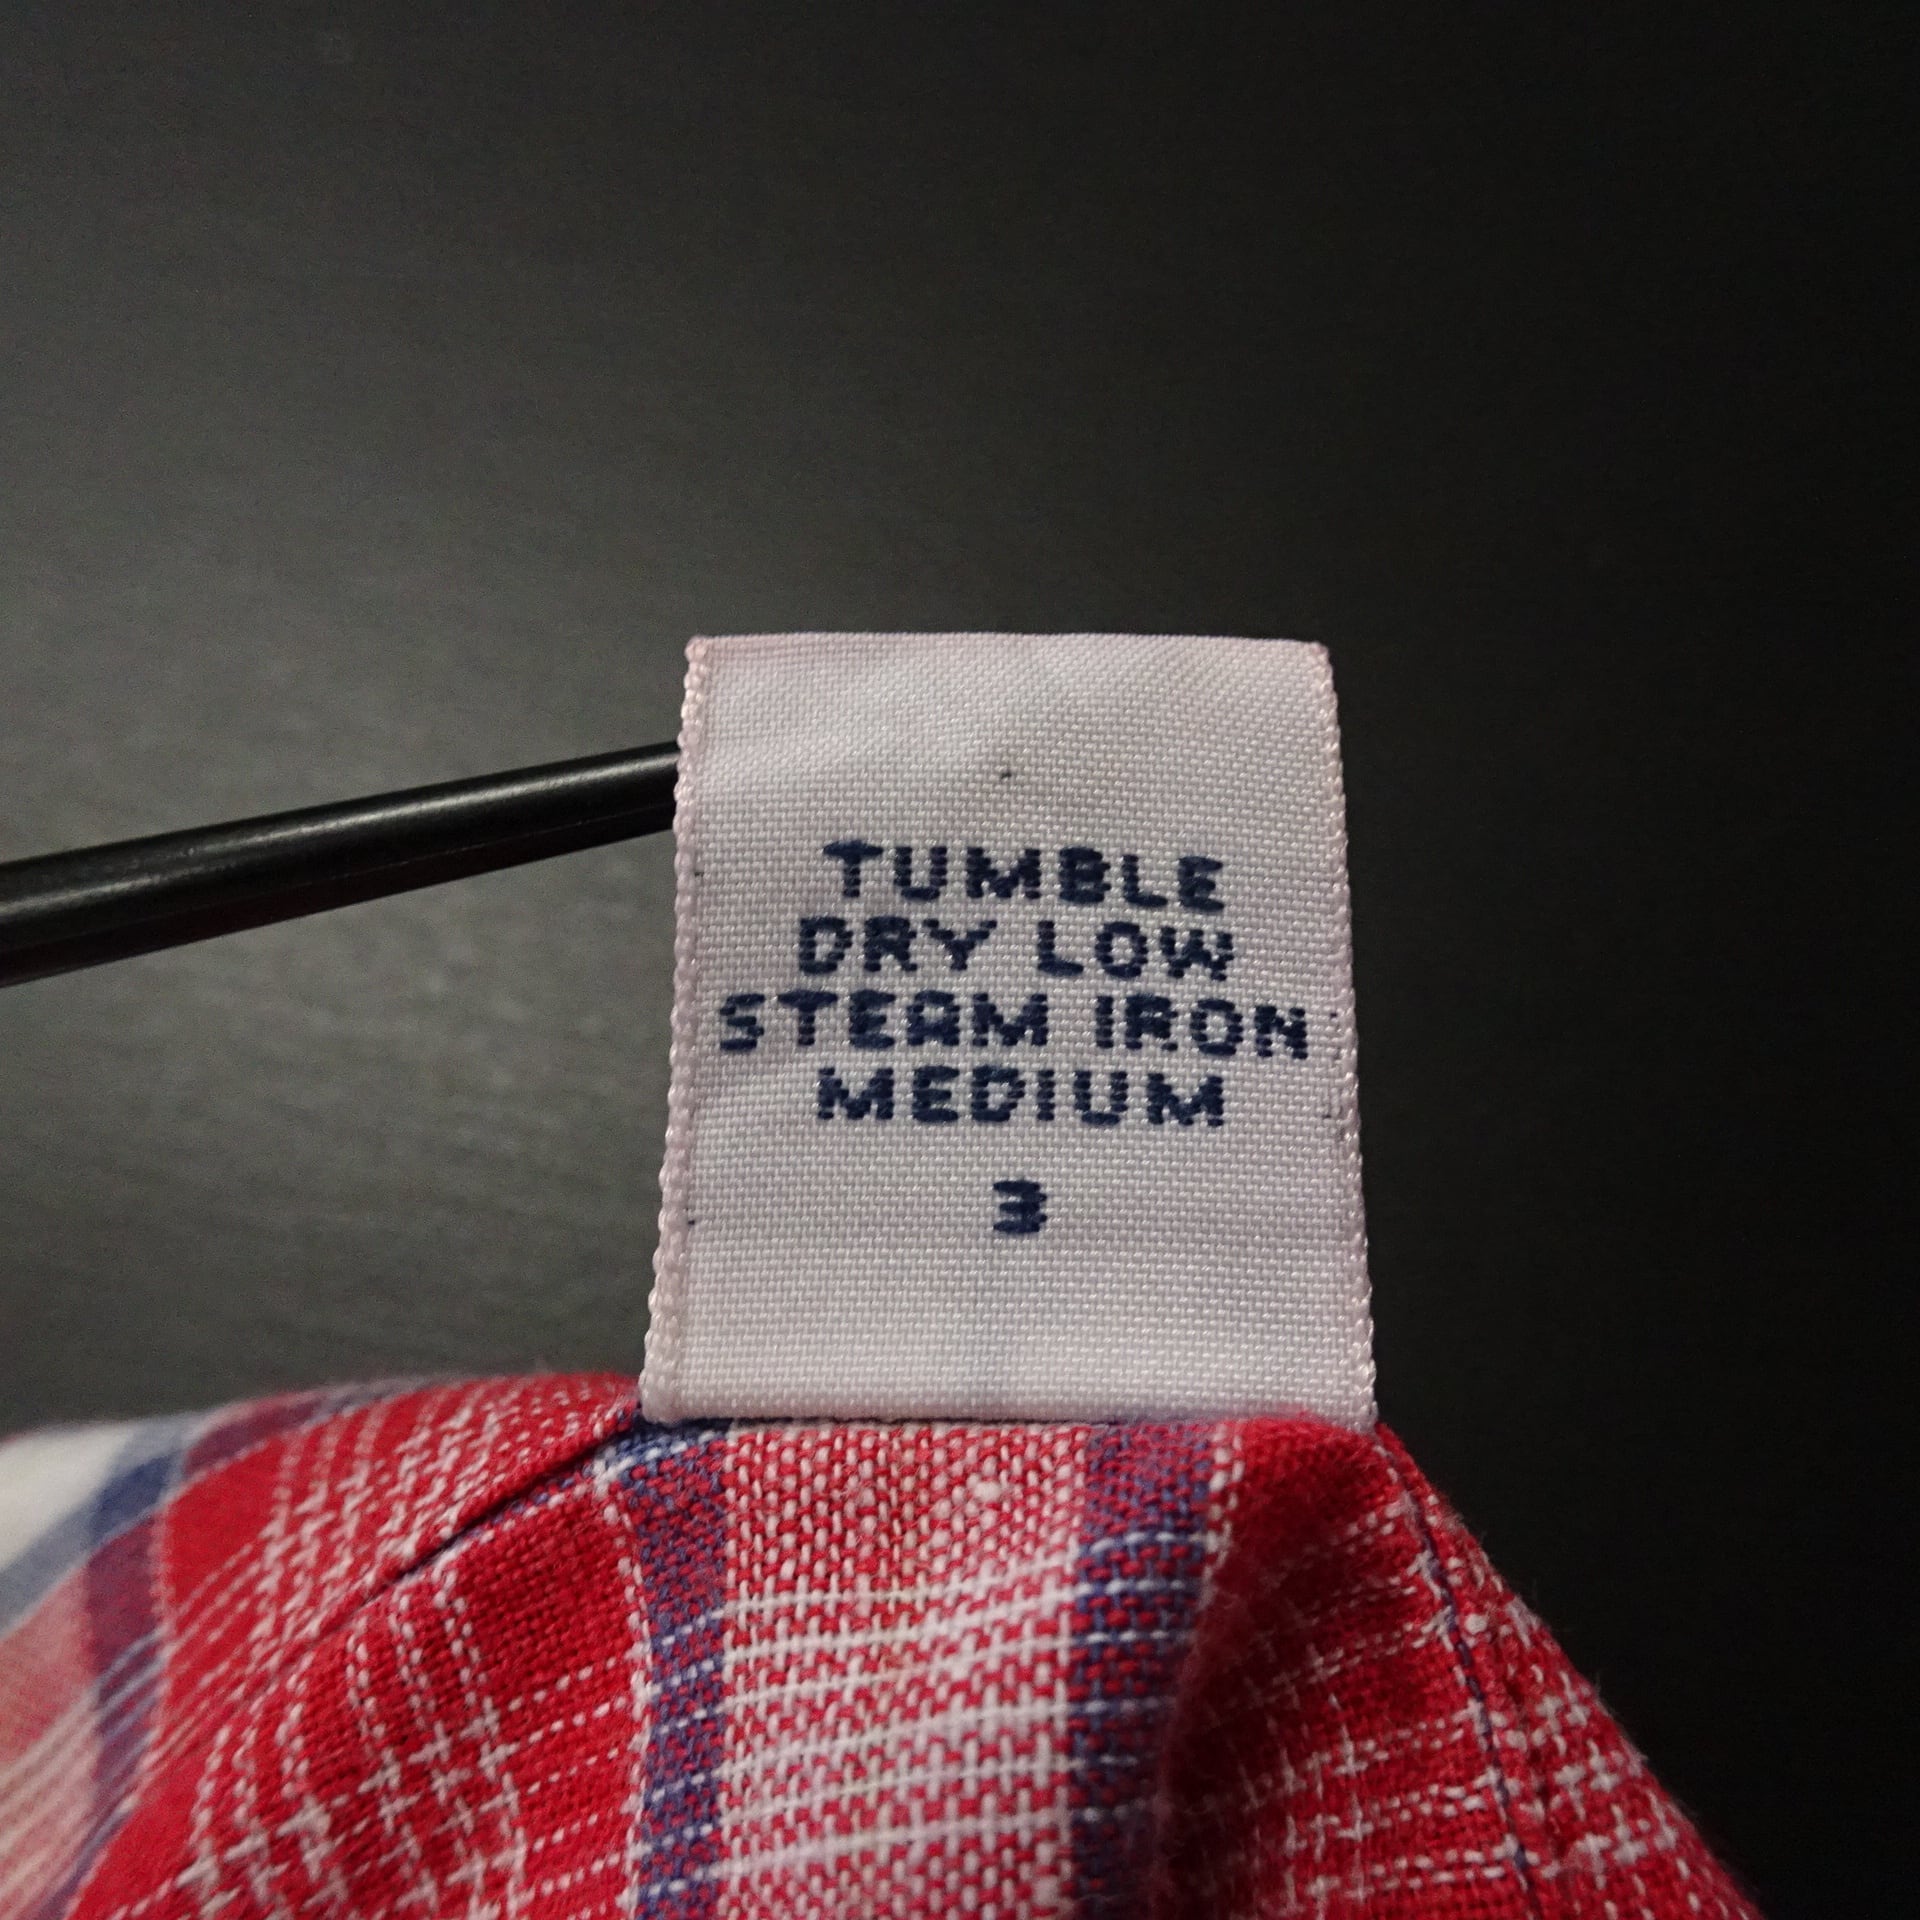 TUMBLE
DRY LOW
STEAM IRON
MEDIUM
3